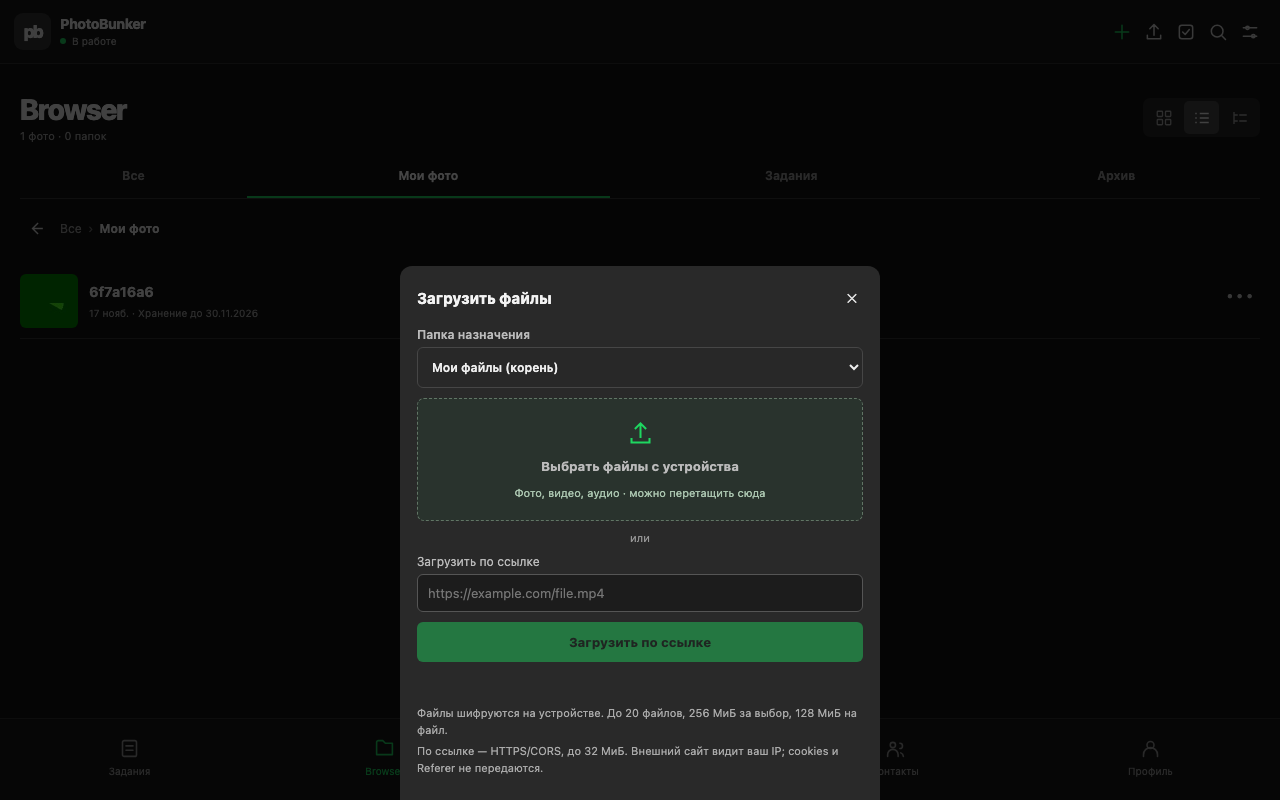 pb
PhotoBunker
В работе
Browser
1 фото · 0 папок
Все
Мои фото
Задания
Архив
Все › Мои фото
6f7a16a6
17 нояб. · Хранение до 30.11.2026
Загрузить файлы
Папка назначения
Мои файлы (корень)
Выбрать файлы с устройства
Фото, видео, аудио · можно перетащить сюда
или
Загрузить по ссылке
https://example.com/file.mp4
Загрузить по ссылке
Файлы шифруются на устройстве. До 20 файлов, 256 МиБ за выбор, 128 МиБ на
файл.
По ссылке — HTTPS/CORS, до 32 МиБ. Внешний сайт видит ваш IP; cookies и
Referer не передаются.
Задания
Browse
онтакты
Профиль